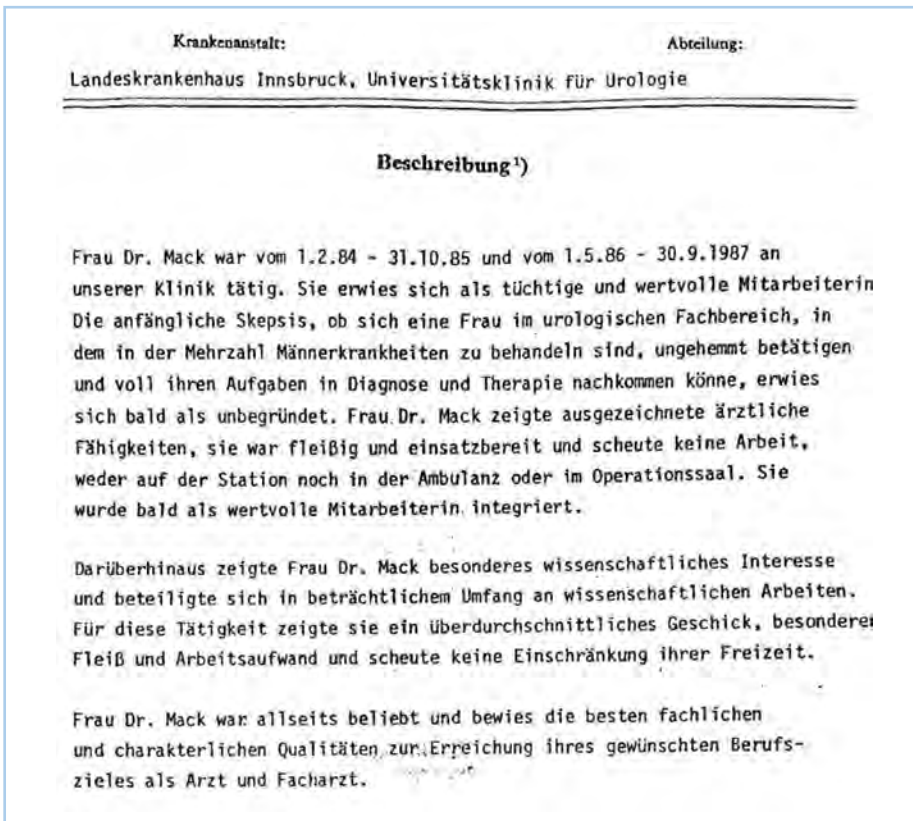 Krankenanstalt: Abteilung:
Landeskrankenhaus Innsbruck, Universitätsklinik für Urologie
Beschreibung¹)
Frau Dr. Mack war vom 1.2.84 - 31.10.85 und vom 1.5.86 - 30.9.1987 an
unserer Klinik tätig. Sie erwies sich als tüchtige und wertvolle Mitarbeiterin
Die anfängliche Skepsis, ob sich eine Frau im urologischen Fachbereich, in
dem in der Mehrzahl Männerkrankheiten zu behandeln sind, ungehemmt betätigen
und voll ihren Aufgaben in Diagnose und Therapie nachkommen könne, erwies
sich bald als unbegründet. Frau Dr. Mack zeigte ausgezeichnete ärztliche
Fähigkeiten, sie war fleißig und einsatzbereit und scheute keine Arbeit,
weder auf der Station noch in der Ambulanz oder im Operationssaal. Sie
wurde bald als wertvolle Mitarbeiterin integriert.
Darüberhinaus zeigte Frau Dr. Mack besonderes wissenschaftliches Interesse
und beteiligte sich in beträchtlichem Umfang an wissenschaftlichen Arbeiten.
Für diese Tätigkeit zeigte sie ein überdurchschnittliches Geschick, besondere
Fleiß und Arbeitsaufwand und scheute keine Einschränkung ihrer Freizeit.
Frau Dr. Mack war allseits beliebt und bewies die besten fachlichen
und charakterlichen Qualitäten zur Erreichung ihres gewünschten Berufs-
zieles als Arzt und Facharzt.